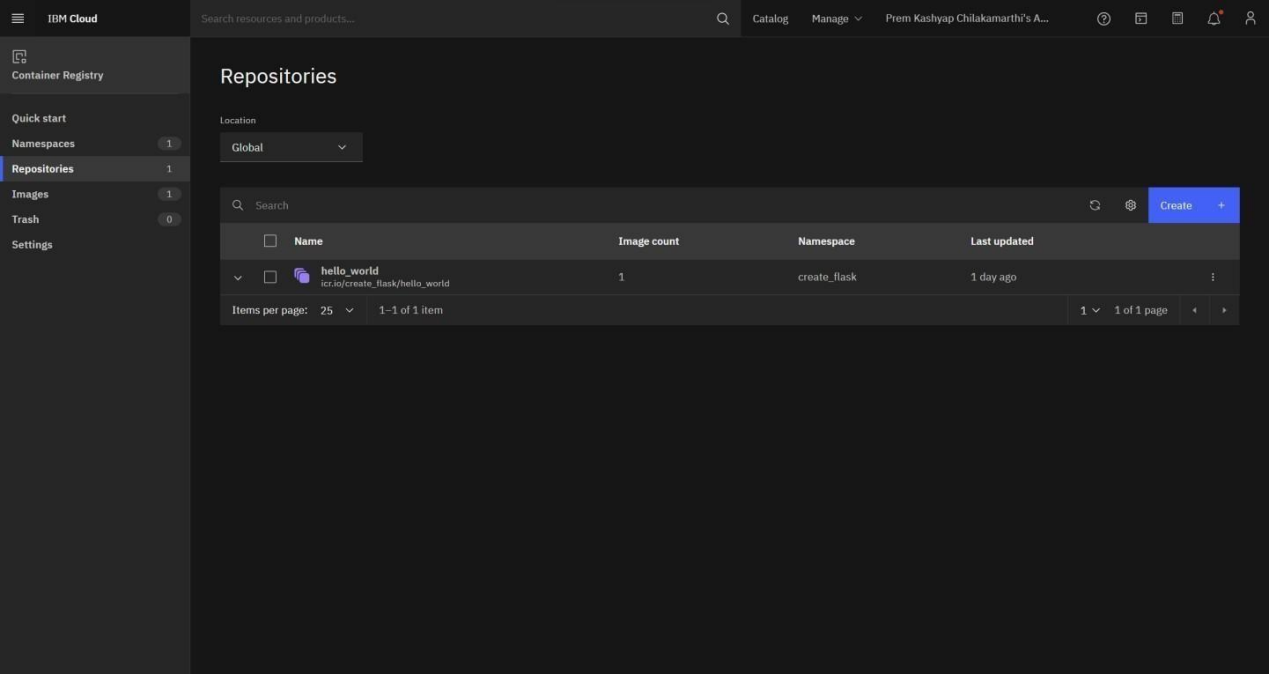 IBM Cloud
Search resources and products...
Catalog
Manage
Prem Kashyap Chilakamarthi's A...
Container Registry
Quick start
Namespaces 1
Repositories 1
Images 1
Trash 0
Settings
Repositories
Location
Global
Search
Create +
Name Image count Namespace Last updated
hello_world
icr.io/create_flask/hello_world
1 create_flask 1 day ago
Items per page: 25 1–1 of 1 item 1 1 of 1 page